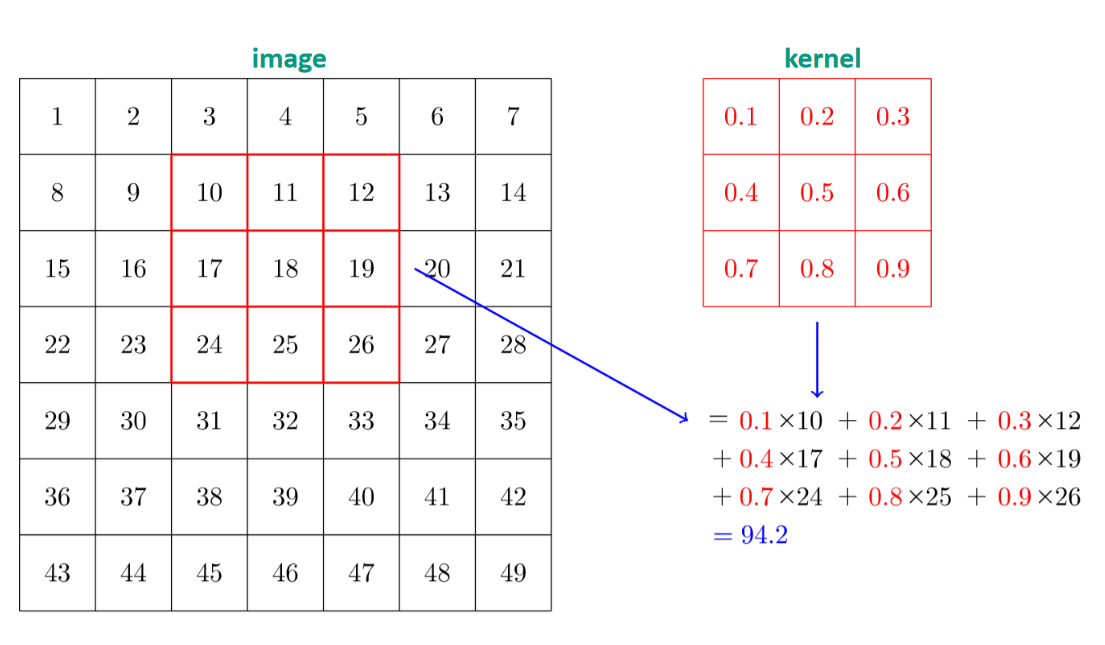 image
kernel
1 2 3 4 5 6 7
8 9 10 11 12 13 14
15 16 17 18 19 20 21
22 23 24 25 26 27 28
29 30 31 32 33 34 35
36 37 38 39 40 41 42
43 44 45 46 47 48 49
0.1 0.2 0.3
0.4 0.5 0.6
0.7 0.8 0.9
= 0.1×10 + 0.2×11 + 0.3×12
+ 0.4×17 + 0.5×18 + 0.6×19
+ 0.7×24 + 0.8×25 + 0.9×26
= 94.2